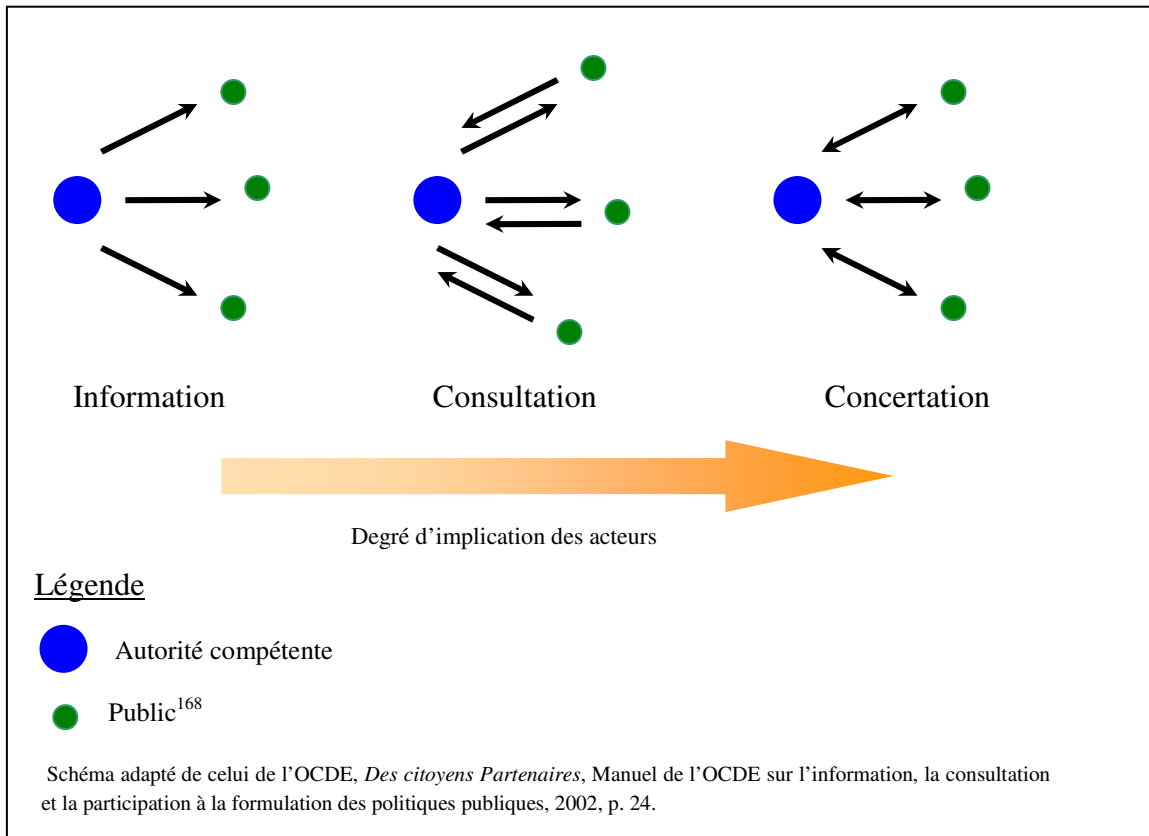 Information
Consultation
Concertation
Degré d’implication des acteurs
Légende
Autorité compétente
Public168
Schéma adapté de celui de l’OCDE, Des citoyens Partenaires, Manuel de l’OCDE sur l’information, la consultation
et la participation à la formulation des politiques publiques, 2002, p. 24.